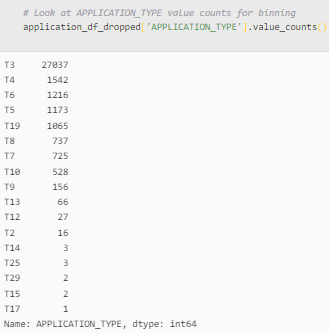 # Look at APPLICATION_TYPE value counts for binning
application_df_dropped['APPLICATION_TYPE'].value_counts()
T3 27037
T4 1542
T6 1216
T5 1173
T19 1065
T8 737
T7 725
T10 528
T9 156
T13 66
T12 27
T2 16
T14 3
T25 3
T29 2
T15 2
T17 1
Name: APPLICATION_TYPE, dtype: int64